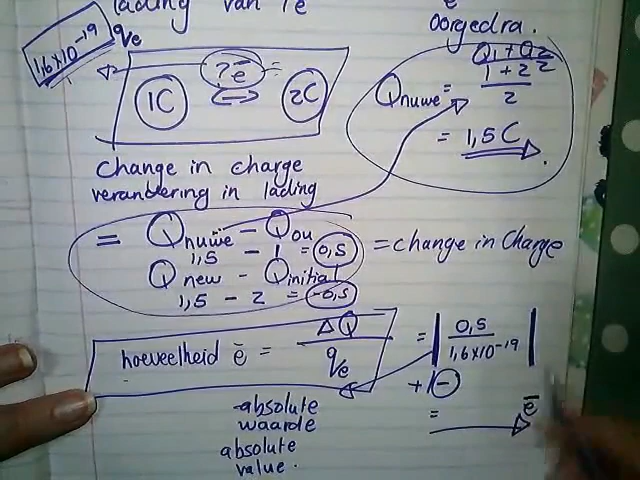 lading van 1e
e
oorgedra.
1,6x10⁻¹⁹ qe
?ē =
1C
2C
Q1 + Q2
2
Qnuwe = 1 + 2
2
= 1,5 C
Change in charge
verandering in lading
= Qnuwe - Qou = change in Charge
1,5 - 1 = 0,5
Qnew - Qinitial
1,5 - 2 = -0,5
hoeveelheid ē = ΔQ
qe
= | 0,5
1,6x10⁻¹⁹ |
+ | -
= ē
absolute
waarde
absolute
value.